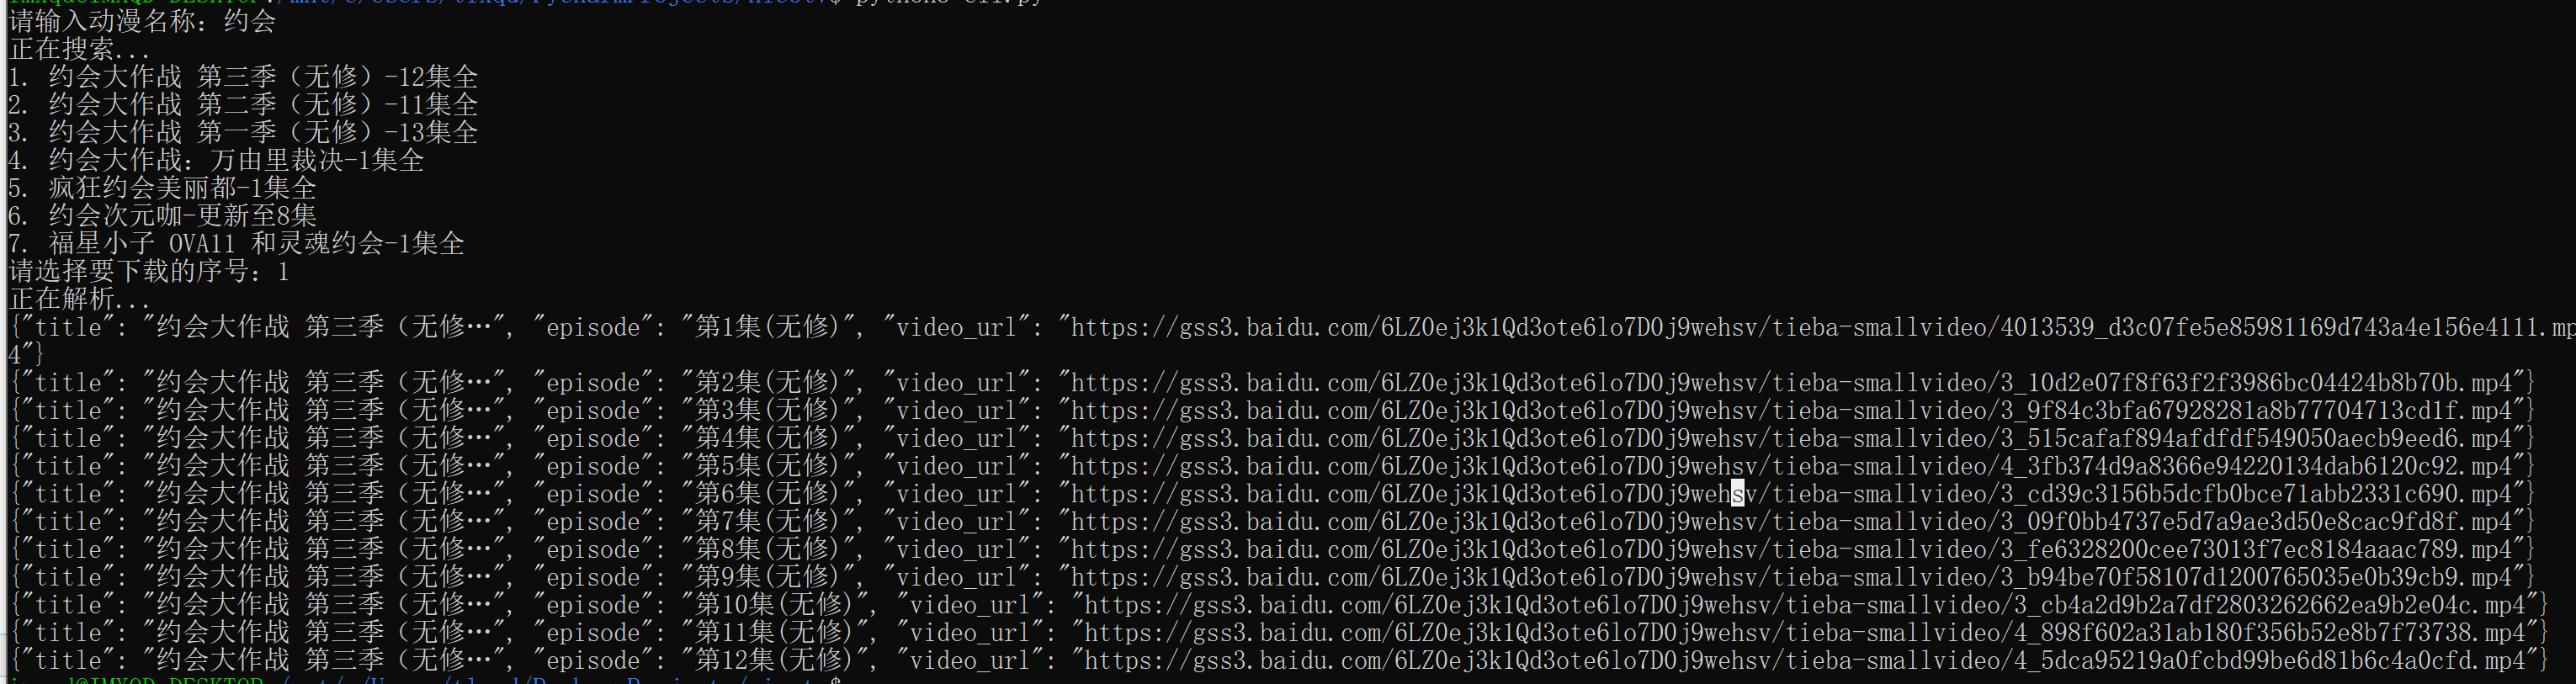 请输入动漫名称：约会
正在搜索...
1. 约会大作战 第三季（无修）-12集全
2. 约会大作战 第二季（无修）-11集全
3. 约会大作战 第一季（无修）-13集全
4. 约会大作战：万由里裁决-1集全
5. 疯狂约会美丽都-1集全
6. 约会次元咖-更新至8集
7. 福星小子 OVA11 和灵魂约会-1集全
请选择要下载的序号：1
正在解析...
{"title": "约会大作战 第三季（无修…", "episode": "第1集(无修)", "video_url": "https://gss3.baidu.com/6LZ0ej3k1Qd3ote6lo7D0j9wehsv/tieba-smallvideo/4013539_d3c07fe5e85981169d743a4e156e4111.mp
4"}
{"title": "约会大作战 第三季（无修…", "episode": "第2集(无修)", "video_url": "https://gss3.baidu.com/6LZ0ej3k1Qd3ote6lo7D0j9wehsv/tieba-smallvideo/3_10d2e07f8f63f2f3986bc04424b8b70b.mp4"}
{"title": "约会大作战 第三季（无修…", "episode": "第3集(无修)", "video_url": "https://gss3.baidu.com/6LZ0ej3k1Qd3ote6lo7D0j9wehsv/tieba-smallvideo/3_9f84c3bfa67928281a8b77704713cd1f.mp4"}
{"title": "约会大作战 第三季（无修…", "episode": "第4集(无修)", "video_url": "https://gss3.baidu.com/6LZ0ej3k1Qd3ote6lo7D0j9wehsv/tieba-smallvideo/3_515cafaf894afdfdf549050aecb9eed6.mp4"}
{"title": "约会大作战 第三季（无修…", "episode": "第5集(无修)", "video_url": "https://gss3.baidu.com/6LZ0ej3k1Qd3ote6lo7D0j9wehsv/tieba-smallvideo/4_3fb374d9a8366e94220134dab6120c92.mp4"}
{"title": "约会大作战 第三季（无修…", "episode": "第6集(无修)", "video_url": "https://gss3.baidu.com/6LZ0ej3k1Qd3ote6lo7D0j9wehsv/tieba-smallvideo/3_cd39c3156b5dcfb0bce71abb2331c690.mp4"}
{"title": "约会大作战 第三季（无修…", "episode": "第7集(无修)", "video_url": "https://gss3.baidu.com/6LZ0ej3k1Qd3ote6lo7D0j9wehsv/tieba-smallvideo/3_09f0bb4737e5d7a9ae3d50e8cac9fd8f.mp4"}
{"title": "约会大作战 第三季（无修…", "episode": "第8集(无修)", "video_url": "https://gss3.baidu.com/6LZ0ej3k1Qd3ote6lo7D0j9wehsv/tieba-smallvideo/3_fe6328200cee73013f7ec8184aaac789.mp4"}
{"title": "约会大作战 第三季（无修…", "episode": "第9集(无修)", "video_url": "https://gss3.baidu.com/6LZ0ej3k1Qd3ote6lo7D0j9wehsv/tieba-smallvideo/3_b94be70f58107d1200765035e0b39cb9.mp4"}
{"title": "约会大作战 第三季（无修…", "episode": "第10集(无修)", "video_url": "https://gss3.baidu.com/6LZ0ej3k1Qd3ote6lo7D0j9wehsv/tieba-smallvideo/3_cb4a2d9b2a7df2803262662ea9b2e04c.mp4"}
{"title": "约会大作战 第三季（无修…", "episode": "第11集(无修)", "video_url": "https://gss3.baidu.com/6LZ0ej3k1Qd3ote6lo7D0j9wehsv/tieba-smallvideo/4_898f602a31ab180f356b52e8b7f73738.mp4"}
{"title": "约会大作战 第三季（无修…", "episode": "第12集(无修)", "video_url": "https://gss3.baidu.com/6LZ0ej3k1Qd3ote6lo7D0j9wehsv/tieba-smallvideo/4_5dca95219a0fcbd99be6d81b6c4a0cfd.mp4"}